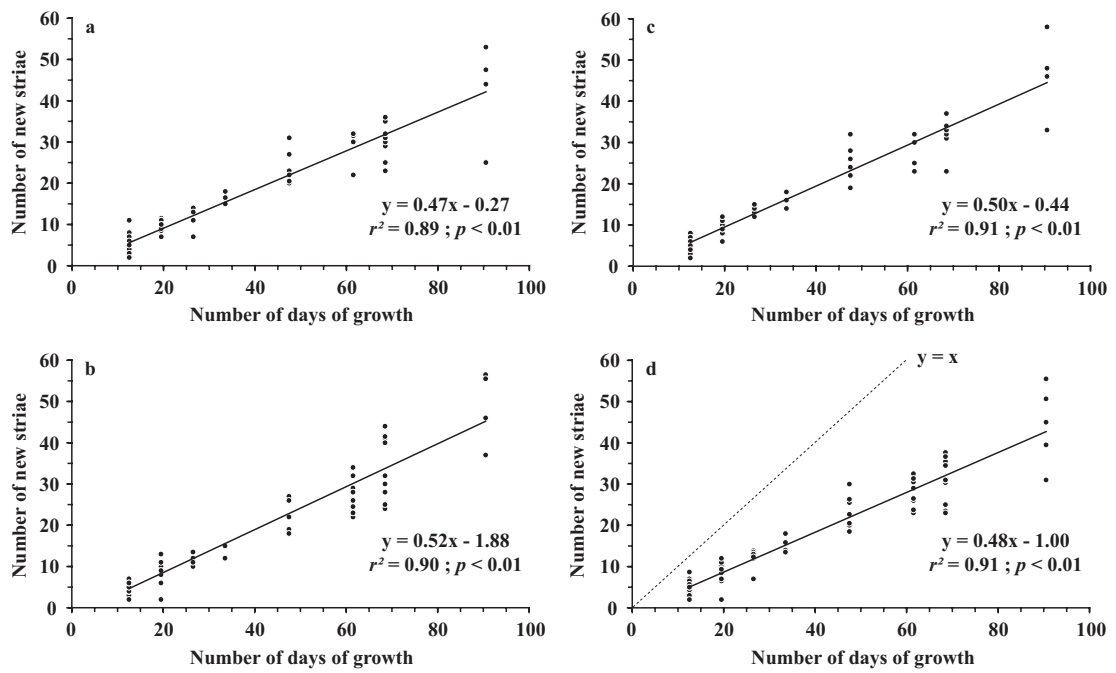 a
Number of new striae
60
50
40
30
20
10
0
y = 0.47x - 0.27
r² = 0.89 ; p < 0.01
0 20 40 60 80 100
Number of days of growth
c
Number of new striae
60
50
40
30
20
10
0
y = 0.50x - 0.44
r² = 0.91 ; p < 0.01
0 20 40 60 80 100
Number of days of growth
b
Number of new striae
60
50
40
30
20
10
0
y = 0.52x - 1.88
r² = 0.90 ; p < 0.01
0 20 40 60 80 100
Number of days of growth
d
y = x
Number of new striae
60
50
40
30
20
10
0
y = 0.48x - 1.00
r² = 0.91 ; p < 0.01
0 20 40 60 80 100
Number of days of growth